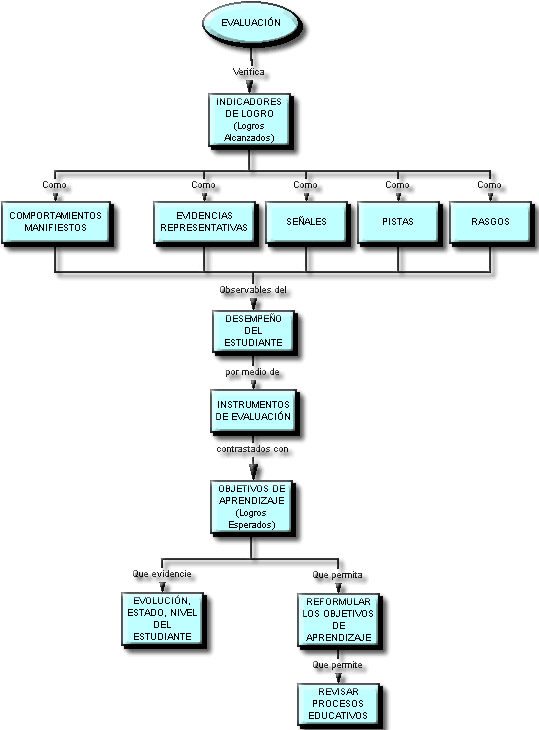 EVALUACIÓN
Verifica
INDICADORES
DE LOGRO
(Logros
Alcanzados)
Como Como Como Como Como
COMPORTAMIENTOS
MANIFIESTOS
EVIDENCIAS
REPRESENTATIVAS
SEÑALES
PISTAS
RASGOS
Observables del
DESEMPEÑO
DEL
ESTUDIANTE
por medio de
INSTRUMENTOS
DE EVALUACIÓN
contrastados con
OBJETIVOS DE
APRENDIZAJE
(Logros
Esperados)
Que evidencie
Que permita
EVOLUCIÓN,
ESTADO, NIVEL
DEL
ESTUDIANTE
REFORMULAR
LOS OBJETIVOS
DE
APRENDIZAJE
Que permite
REVISAR
PROCESOS
EDUCATIVOS